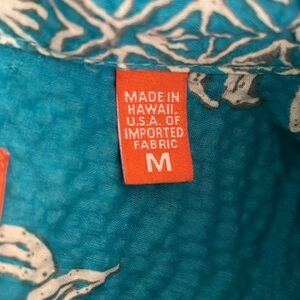 MADE IN
HAWAII,
U.S.A. OF
IMPORTED
FABRIC
M